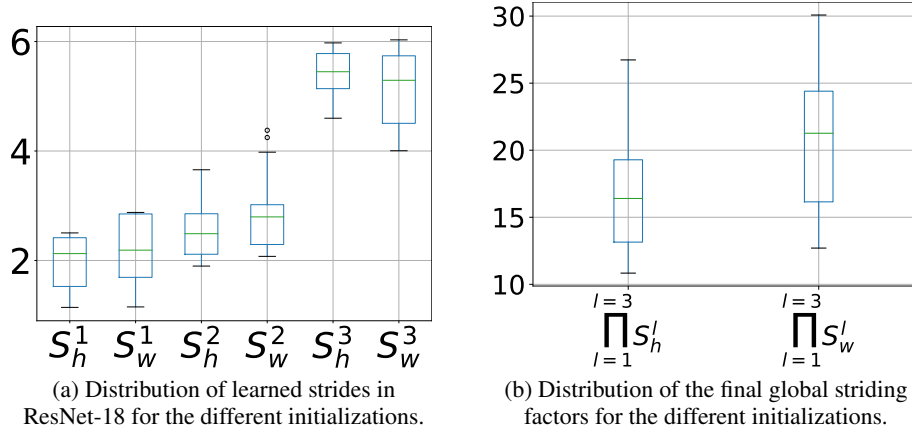 6
4
2
S_h^1 S_w^1 S_h^2 S_w^2 S_h^3 S_w^3
(a) Distribution of learned strides in
ResNet-18 for the different initializations.
30
25
20
15
10
l = 3 l = 3
∏ S_h^l ∏ S_w^l
l = 1 l = 1
(b) Distribution of the final global striding
factors for the different initializations.